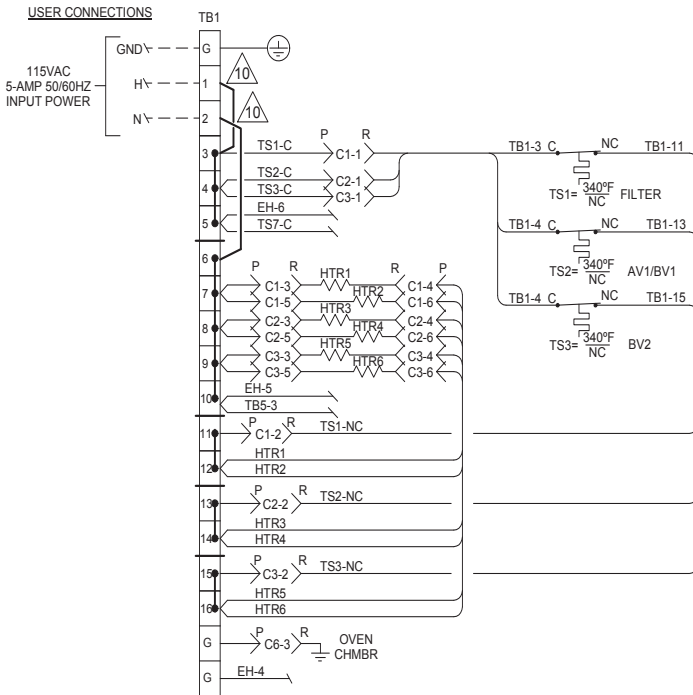 USER CONNECTIONS
TB1
GND
G
115VAC
5-AMP 50/60HZ
INPUT POWER
H
1
10
N
2
10
3
TS1-C
P
C1-1
R
4
TS2-C
C2-1
TS3-C
C3-1
5
EH-6
TS7-C
TB1-3
C
NC
TB1-11
TS1=
340ºF
NC
FILTER
TB1-4
C
NC
TB1-13
TS2=
340ºF
NC
AV1/BV1
TB1-4
C
NC
TB1-15
TS3=
340ºF
NC
BV2
6
P
R
R
P
7
C1-3
HTR1
C1-4
C1-5
HTR2
C1-6
8
C2-3
HTR3
C2-4
C2-5
HTR4
C2-6
9
C3-3
HTR5
C3-4
C3-5
HTR6
C3-6
10
EH-5
TB5-3
11
P
C1-2
R
TS1-NC
12
HTR1
HTR2
13
P
C2-2
R
TS2-NC
14
HTR3
HTR4
15
P
C3-2
R
TS3-NC
16
HTR5
HTR6
G
P
C6-3
R
OVEN
CHMBR
G
EH-4